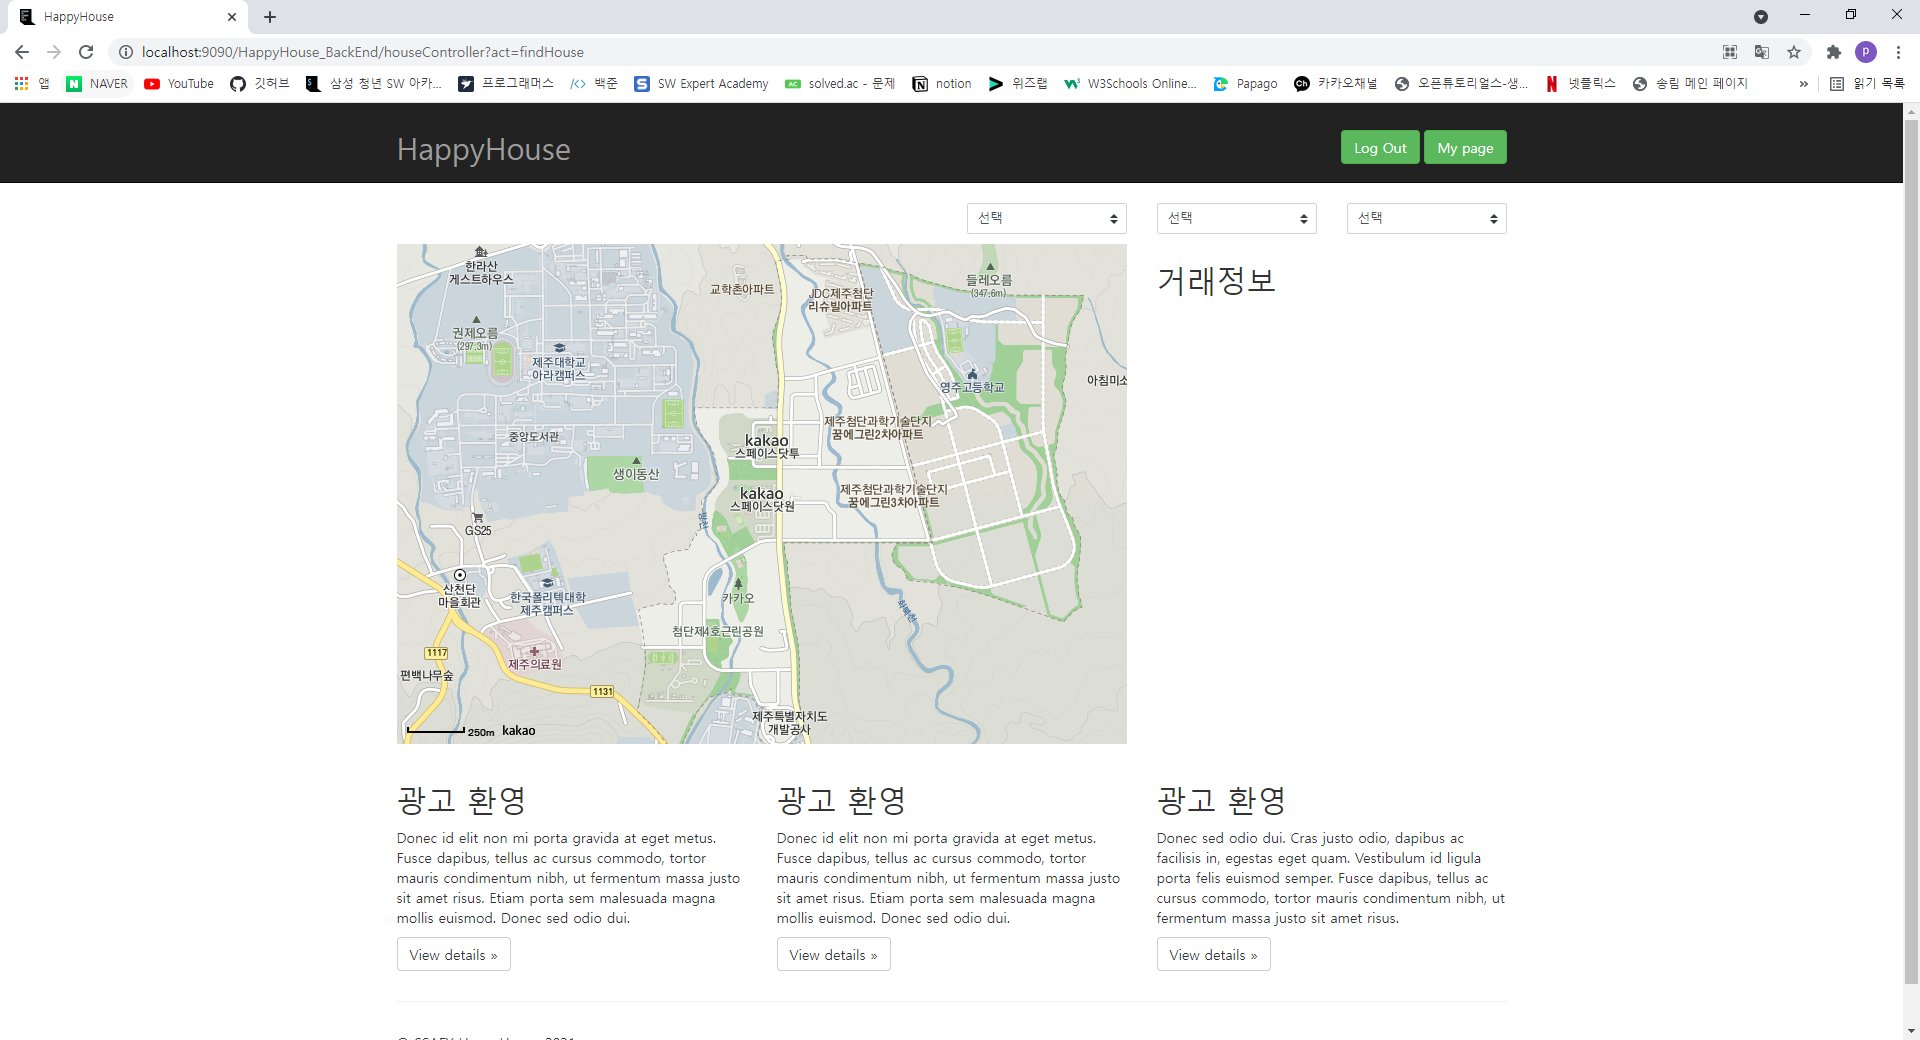 HappyHouse
localhost:9090/HappyHouse_BackEnd/houseController?act=findHouse
P
앱 NAVER YouTube 깃허브 삼성 청년 SW 아카... 프로그래머스 백준 SW Expert Academy solved.ac - 문제 notion 위즈랩 W3Schools Online... Papago 카카오채널 오픈튜토리얼스-생... 넷플릭스 송림 메인 페이지 » 읽기 목록
HappyHouse
Log Out My page
선택 선택 선택
거래정보
한라산
게스트하우스
교학촌아파트
JDC제주첨단
리슈빌아파트
들레오름
(347.6m)
권제오름
(297.3m)
제주대학교
아라캠퍼스
영주고등학교
아침미소
중앙도서관
kakao
스페이스닷투
제주첨단과학기술단지
꿈에그린2차아파트
생이동산
kakao
스페이스닷원
제주첨단과학기술단지
꿈에그린3차아파트
GS25
산천단
마을회관
한국폴리텍대학
제주캠퍼스
카카오
첨단제4호근린공원
1117
제주의료원
편백나무숲
1131
제주특별자치도
개발공사
250m kakao
광고 환영
Donec id elit non mi porta gravida at eget metus.
Fusce dapibus, tellus ac cursus commodo, tortor
mauris condimentum nibh, ut fermentum massa justo
sit amet risus. Etiam porta sem malesuada magna
mollis euismod. Donec sed odio dui.
View details »
광고 환영
Donec id elit non mi porta gravida at eget metus.
Fusce dapibus, tellus ac cursus commodo, tortor
mauris condimentum nibh, ut fermentum massa justo
sit amet risus. Etiam porta sem malesuada magna
mollis euismod. Donec sed odio dui.
View details »
광고 환영
Donec sed odio dui. Cras justo odio, dapibus ac
facilisis in, egestas eget quam. Vestibulum id ligula
porta felis euismod semper. Fusce dapibus, tellus ac
cursus commodo, tortor mauris condimentum nibh, ut
fermentum massa justo sit amet risus.
View details »